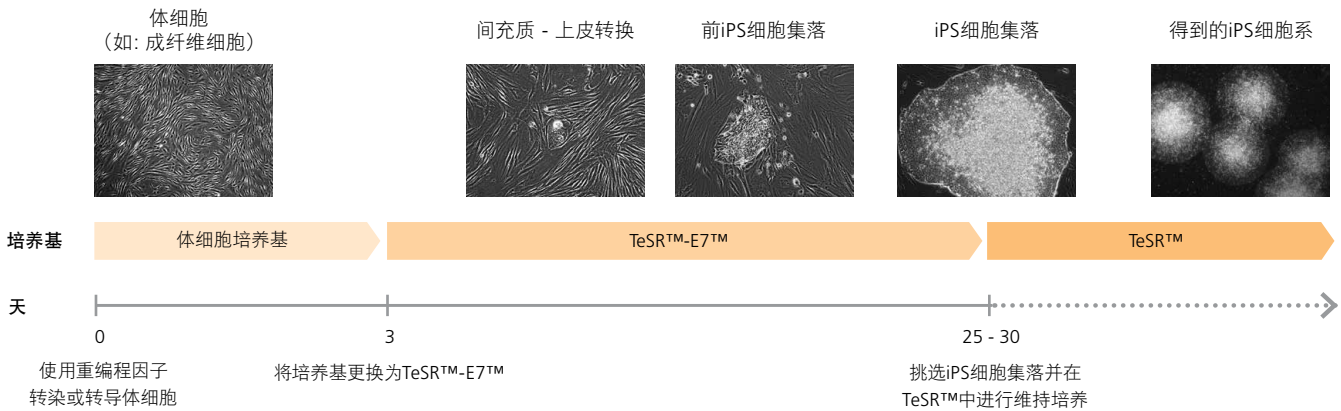 体细胞
（如: 成纤维细胞）
间充质 - 上皮转换
前iPS细胞集落
iPS细胞集落
得到的iPS细胞系
培养基
体细胞培养基
TeSR™-E7™
TeSR™
天
0
3
25 - 30
使用重编程因子
转染或转导体细胞
将培养基更换为TeSR™-E7™
挑选iPS细胞集落并在
TeSR™中进行维持培养